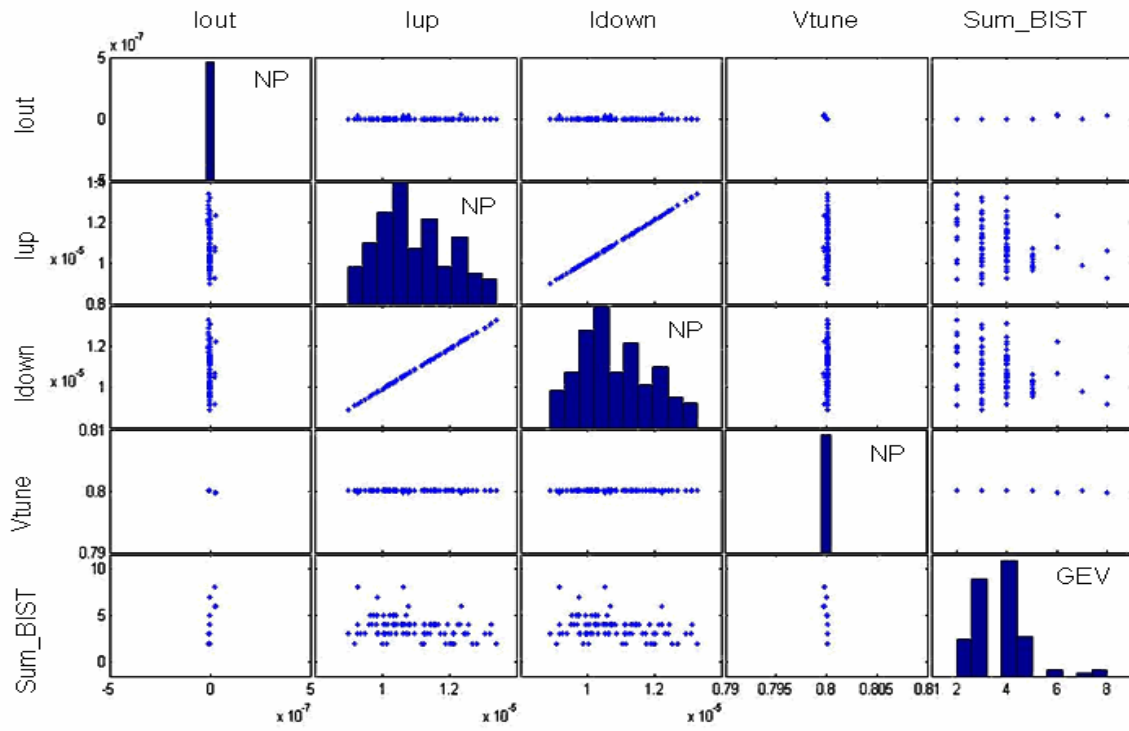 Iout Iup Idown Vtune Sum_BIST
x 10⁻⁷
Iout
5
0
-5
NP
Iup
1.5
1.2
x 10⁻⁵
1
0.8
NP
Idown
1.2
x 10⁻⁵
1
NP
Vtune
0.81
0.8
0.79
NP
Sum_BIST
10
5
0
GEV
-5 0 5 1 1.2 1 1.2 0.79 0.795 0.8 0.805 0.81 2 4 6 8
x 10⁻⁷ x 10⁻⁵ x 10⁻⁵